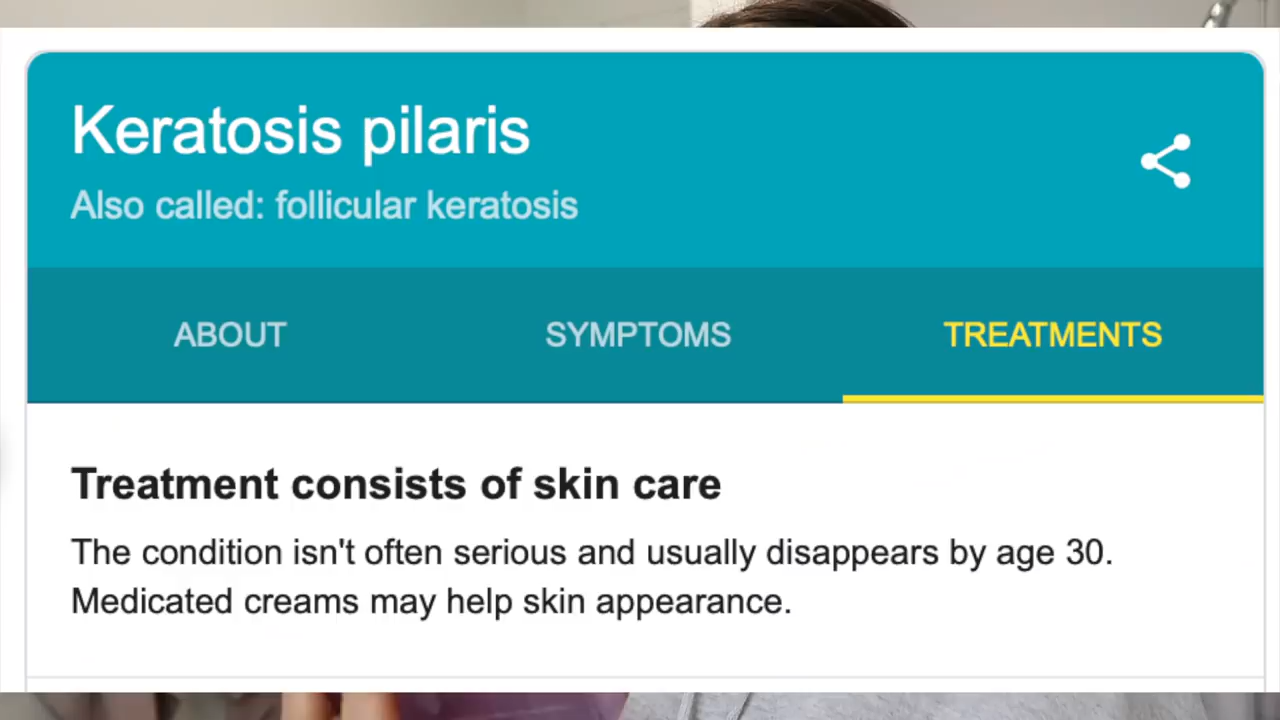 Keratosis pilaris
Also called: follicular keratosis
ABOUT
SYMPTOMS
TREATMENTS
Treatment consists of skin care
The condition isn't often serious and usually disappears by age 30.
Medicated creams may help skin appearance.